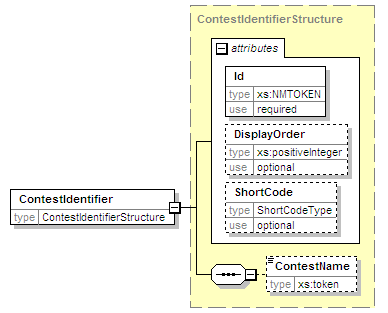 ContestIdentifierStructure
attributes
Id
type xs:NMTOKEN
use required
DisplayOrder
type xs:positiveInteger
use optional
ShortCode
type ShortCodeType
use optional
ContestIdentifier
type ContestIdentifierStructure
ContestName
type xs:token